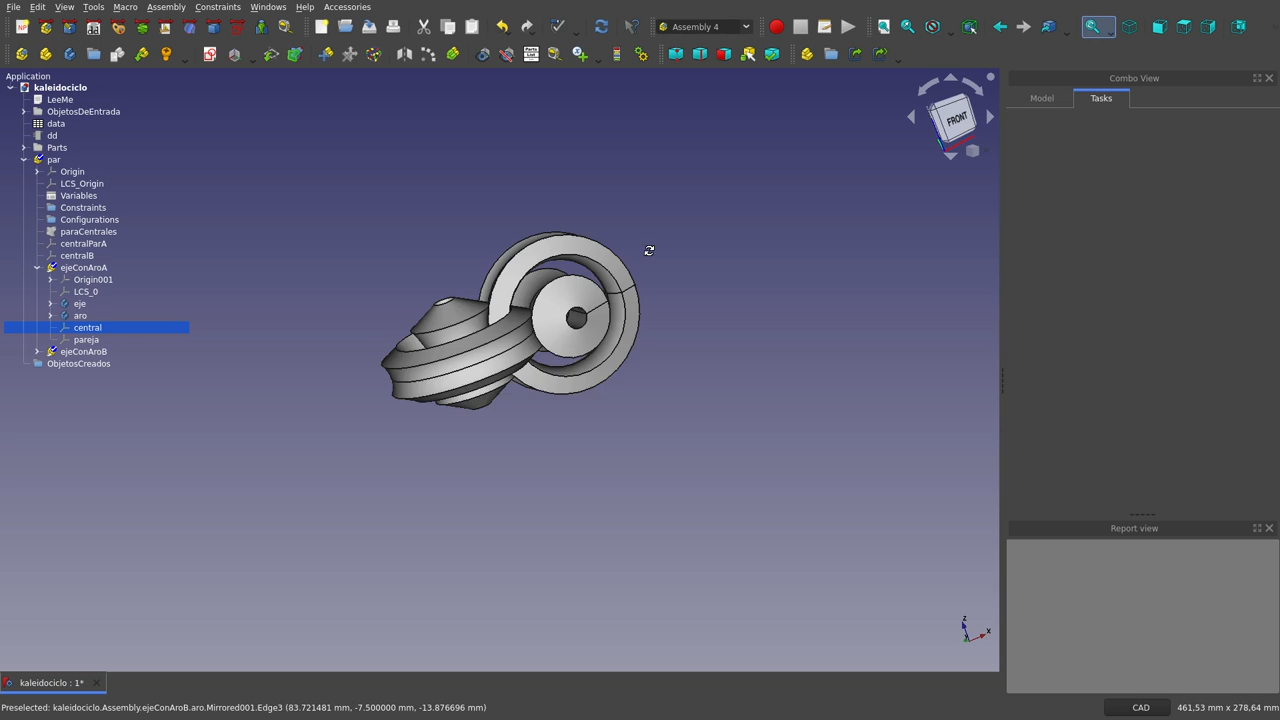 File Edit View Tools Macro Assembly Constraints Windows Help Accessories
Assembly 4
Parts List
Application
kaleidociclo
LeeMe
ObjetosDeEntrada
data
dd
Parts
par
Origin
LCS_Origin
Variables
Constraints
Configurations
paraCentrales
centralParA
centralB
ejeConAroA
Origin001
LCS_0
eje
aro
central
pareja
ejeConAroB
ObjetosCreados
FRONT
z
x
Combo View
Model Tasks
Report view
kaleidociclo : 1*
Preselected: kaleidociclo.Assembly.ejeConAroB.aro.Mirrored001.Edge3 (83.721481 mm, -7.500000 mm, -13.876696 mm)
CAD
461,53 mm x 278,64 mm